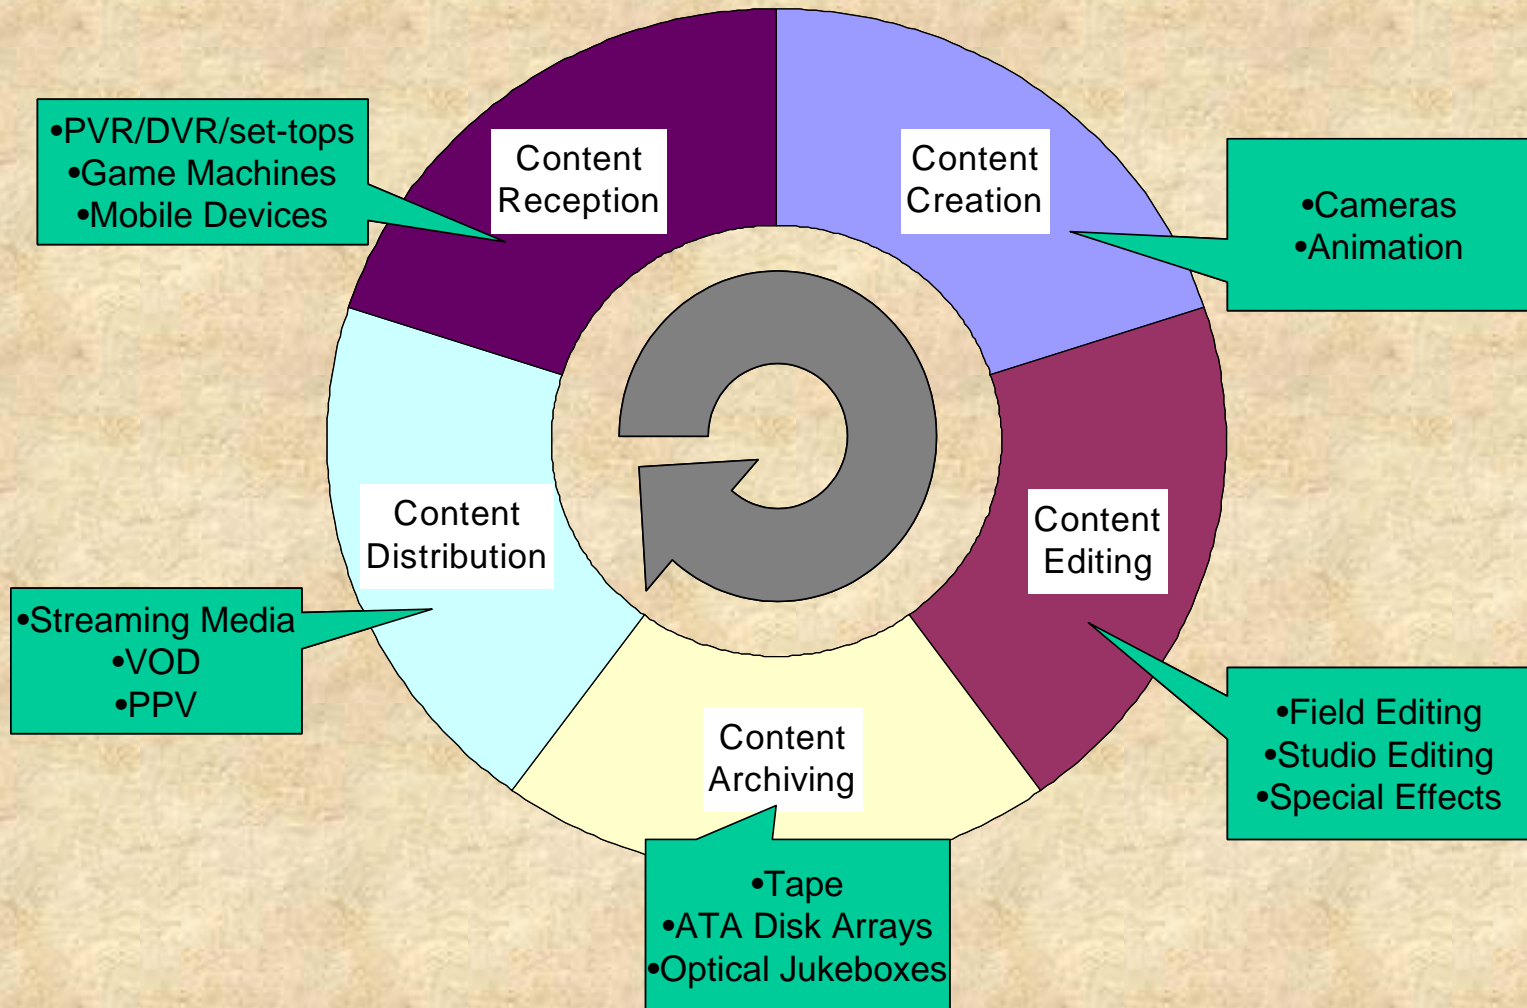 •PVR/DVR/set-tops
•Game Machines
•Mobile Devices
Content
Reception
Content
Creation
•Cameras
•Animation
Content
Distribution
Content
Editing
•Streaming Media
•VOD
•PPV
•Field Editing
•Studio Editing
•Special Effects
Content
Archiving
•Tape
•ATA Disk Arrays
•Optical Jukeboxes